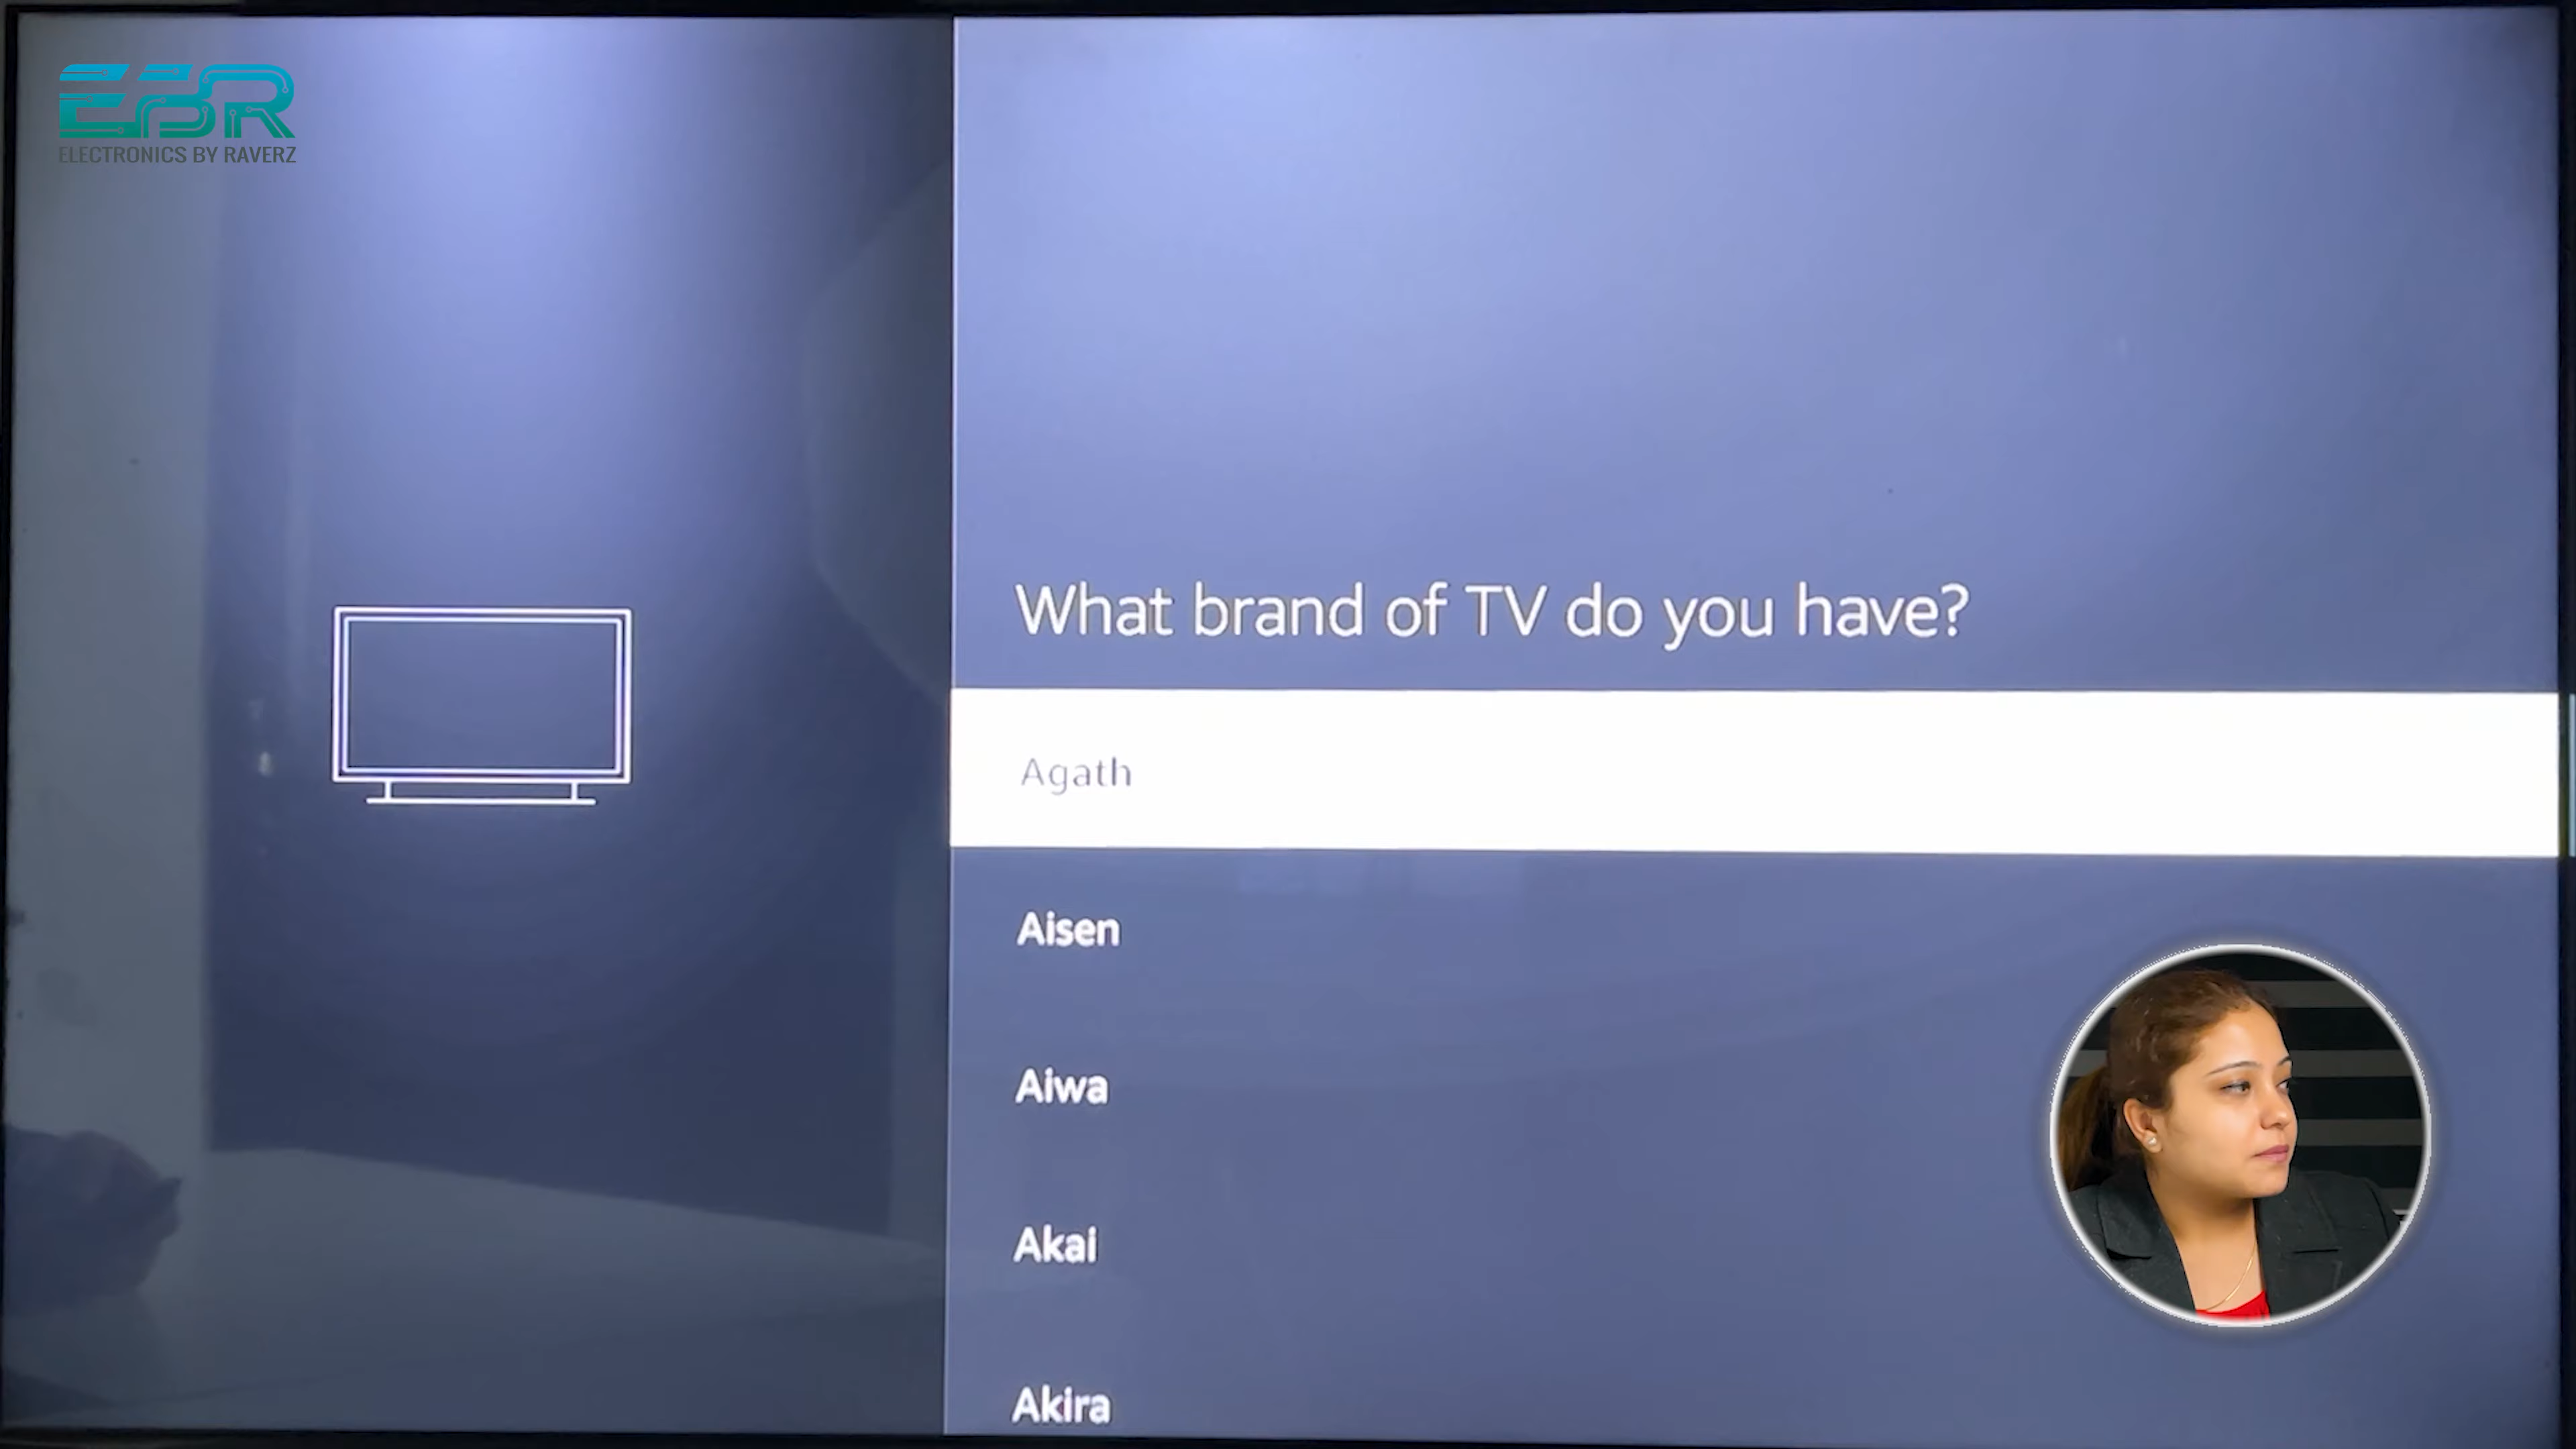 EBR
ELECTRONICS BY RAVERZ
What brand of TV do you have?
Agath
Aisen
Aiwa
Akai
Akira